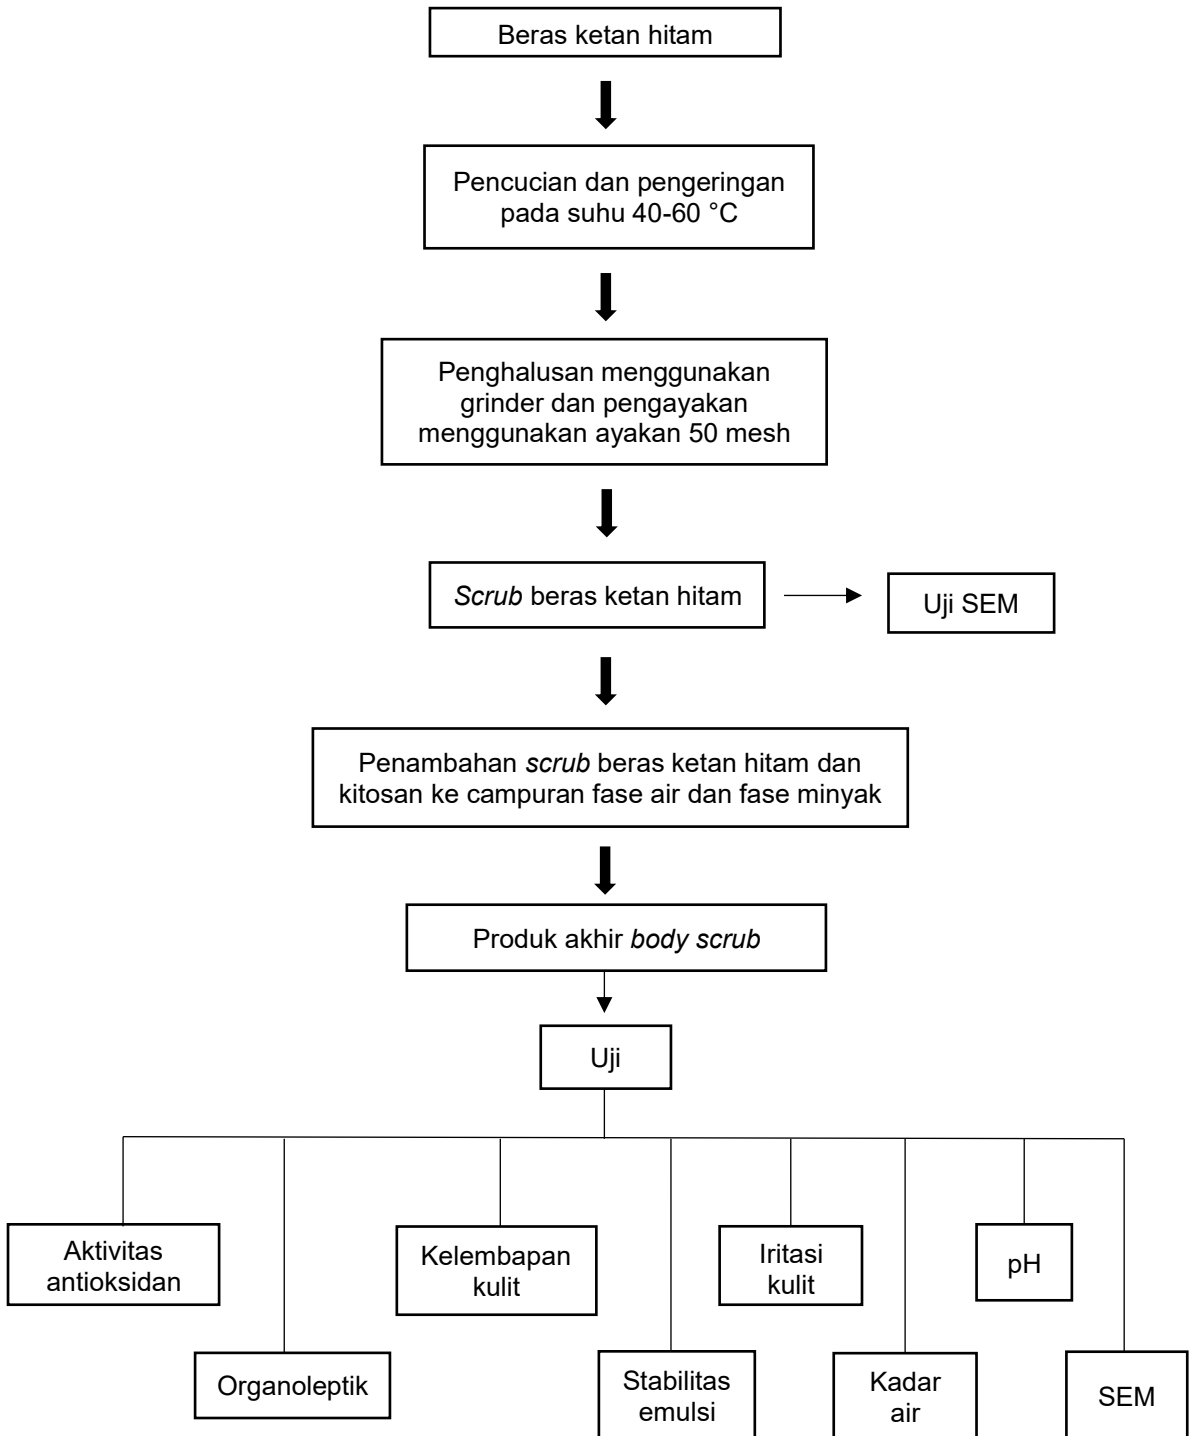 Beras ketan hitam
Pencucian dan pengeringan
pada suhu 40-60 °C
Penghalusan menggunakan
grinder dan pengayakan
menggunakan ayakan 50 mesh
Scrub beras ketan hitam
Uji SEM
Penambahan scrub beras ketan hitam dan
kitosan ke campuran fase air dan fase minyak
Produk akhir body scrub
Uji
Aktivitas
antioksidan
Kelembapan
kulit
Iritasi
kulit
pH
Organoleptik
Stabilitas
emulsi
Kadar
air
SEM